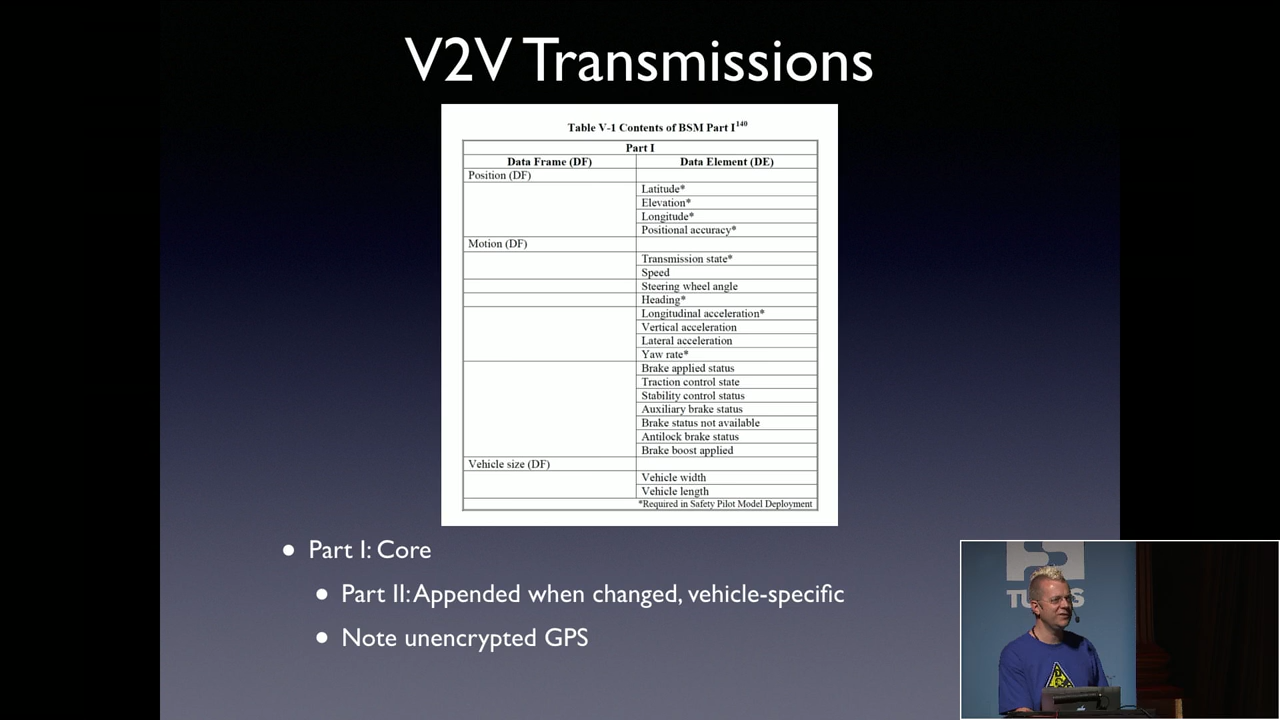 V2V Transmissions
Table V-1 Contents of BSM Part I¹⁴⁰
Part I
Data Frame (DF) Data Element (DE)
Position (DF)
Latitude*
Elevation*
Longitude*
Positional accuracy*
Motion (DF)
Transmission state*
Speed
Steering wheel angle
Heading*
Longitudinal acceleration*
Vertical acceleration
Lateral acceleration
Yaw rate*
Brake applied status
Traction control state
Stability control status
Auxiliary brake status
Brake status not available
Antilock brake status
Brake boost applied
Vehicle size (DF)
Vehicle width
Vehicle length
*Required in Safety Pilot Model Deployment
• Part I: Core
• Part II: Appended when changed, vehicle-specific
• Note unencrypted GPS